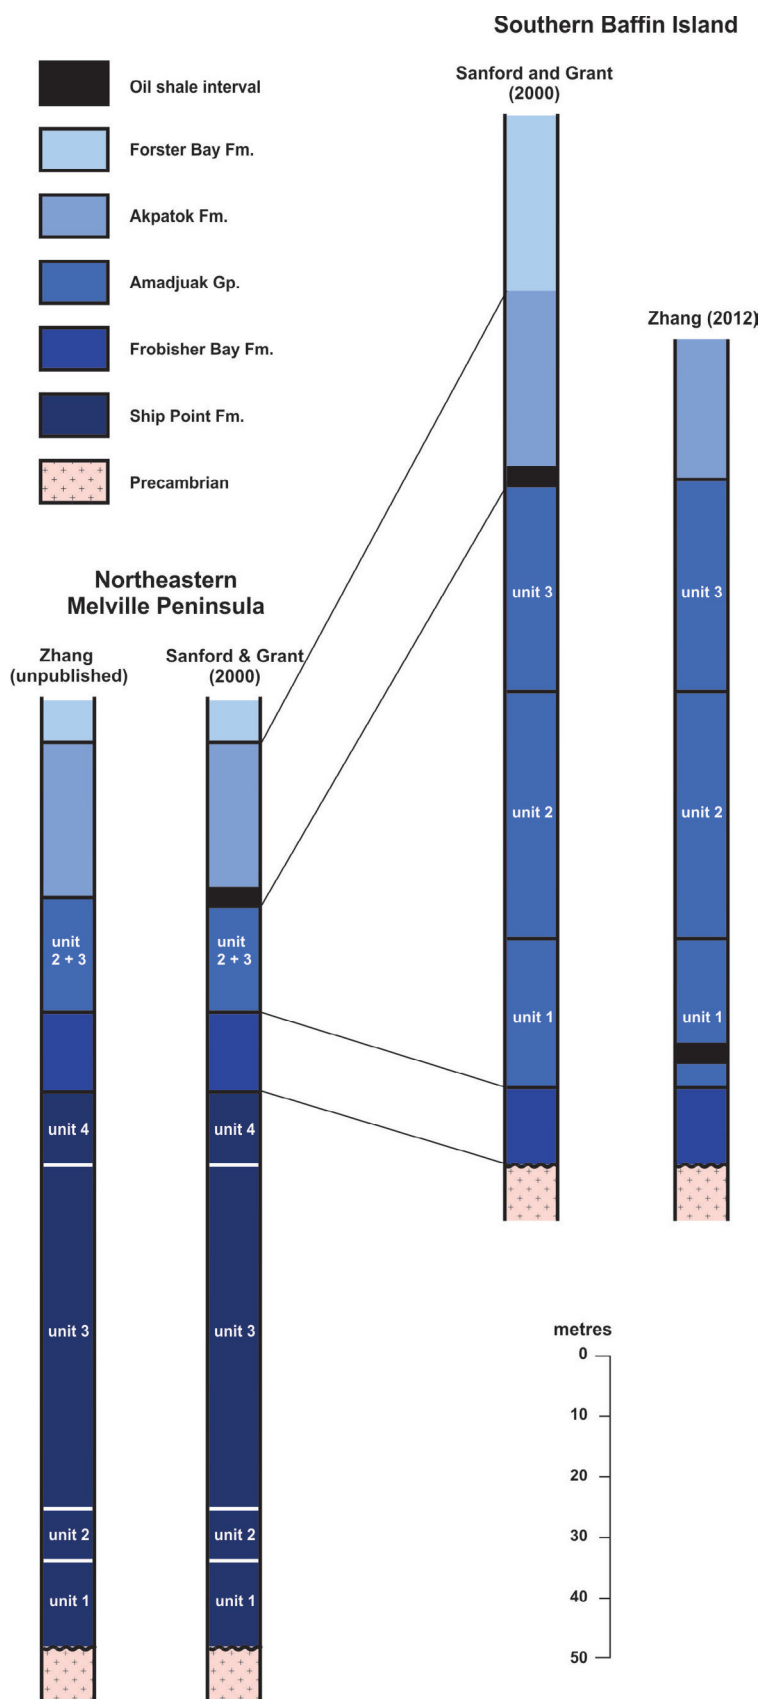 Southern Baffin Island
Sanford and Grant
(2000)
Oil shale interval
Forster Bay Fm.
Akpatok Fm.
Amadjuak Gp.
Frobisher Bay Fm.
Ship Point Fm.
Precambrian
Zhang (2012)
Northeastern
Melville Peninsula
Zhang
(unpublished)
Sanford & Grant
(2000)
unit
2 + 3
unit 4
unit 3
unit 2
unit 1
unit
2 + 3
unit 4
unit 3
unit 2
unit 1
unit 3
unit 2
unit 1
unit 3
unit 2
unit 1
metres
0
10
20
30
40
50